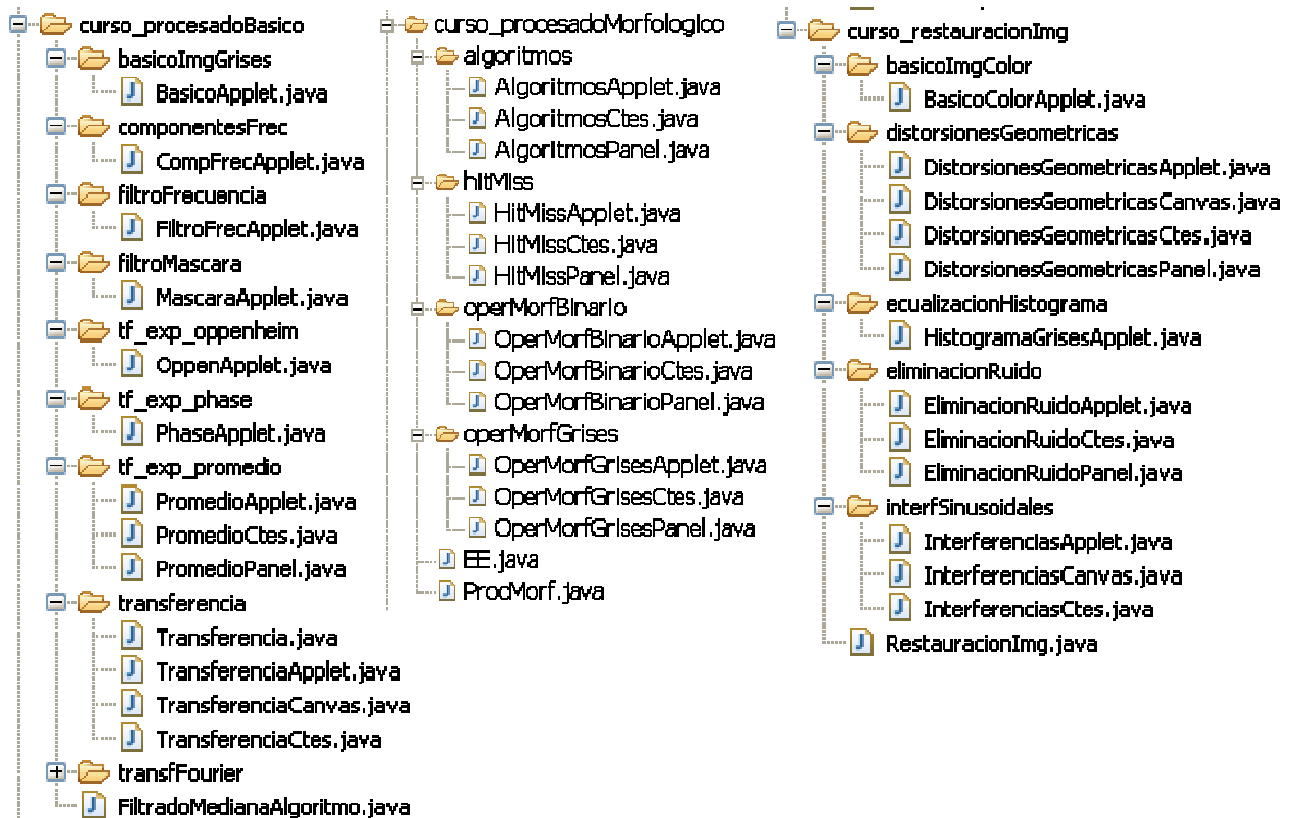 curso_procesadoBasico
basicoImgGrises
BasicoApplet.java
componentesFrec
CompFrecApplet.java
filtroFrecuencia
FiltroFrecApplet.java
filtroMascara
MascaraApplet.java
tf_exp_oppenheim
OppenApplet.java
tf_exp_phase
PhaseApplet.java
tf_exp_promedio
PromedioApplet.java
PromedioCtes.java
PromedioPanel.java
transferencia
Transferencia.java
TransferenciaApplet.java
TransferenciaCanvas.java
TransferenciaCtes.java
transfFourier
FiltradoMedianaAlgoritmo.java
curso_procesadoMorfologico
algoritmos
AlgoritmosApplet.java
AlgoritmosCtes.java
AlgoritmosPanel.java
hitMiss
HitMissApplet.java
HitMissCtes.java
HitMissPanel.java
operMorfBinario
OperMorfBinarioApplet.java
OperMorfBinarioCtes.java
OperMorfBinarioPanel.java
operMorfGrises
OperMorfGrisesApplet.java
OperMorfGrisesCtes.java
OperMorfGrisesPanel.java
EE.java
ProcMorf.java
curso_restauracionImg
basicoImgColor
BasicoColorApplet.java
distorsionesGeometricas
DistorsionesGeometricasApplet.java
DistorsionesGeometricasCanvas.java
DistorsionesGeometricasCtes.java
DistorsionesGeometricasPanel.java
ecualizacionHistograma
HistogramaGrisesApplet.java
eliminacionRuido
EliminacionRuidoApplet.java
EliminacionRuidoCtes.java
EliminacionRuidoPanel.java
interfSinusoidales
InterferenciasApplet.java
InterferenciasCanvas.java
InterferenciasCtes.java
RestauracionImg.java